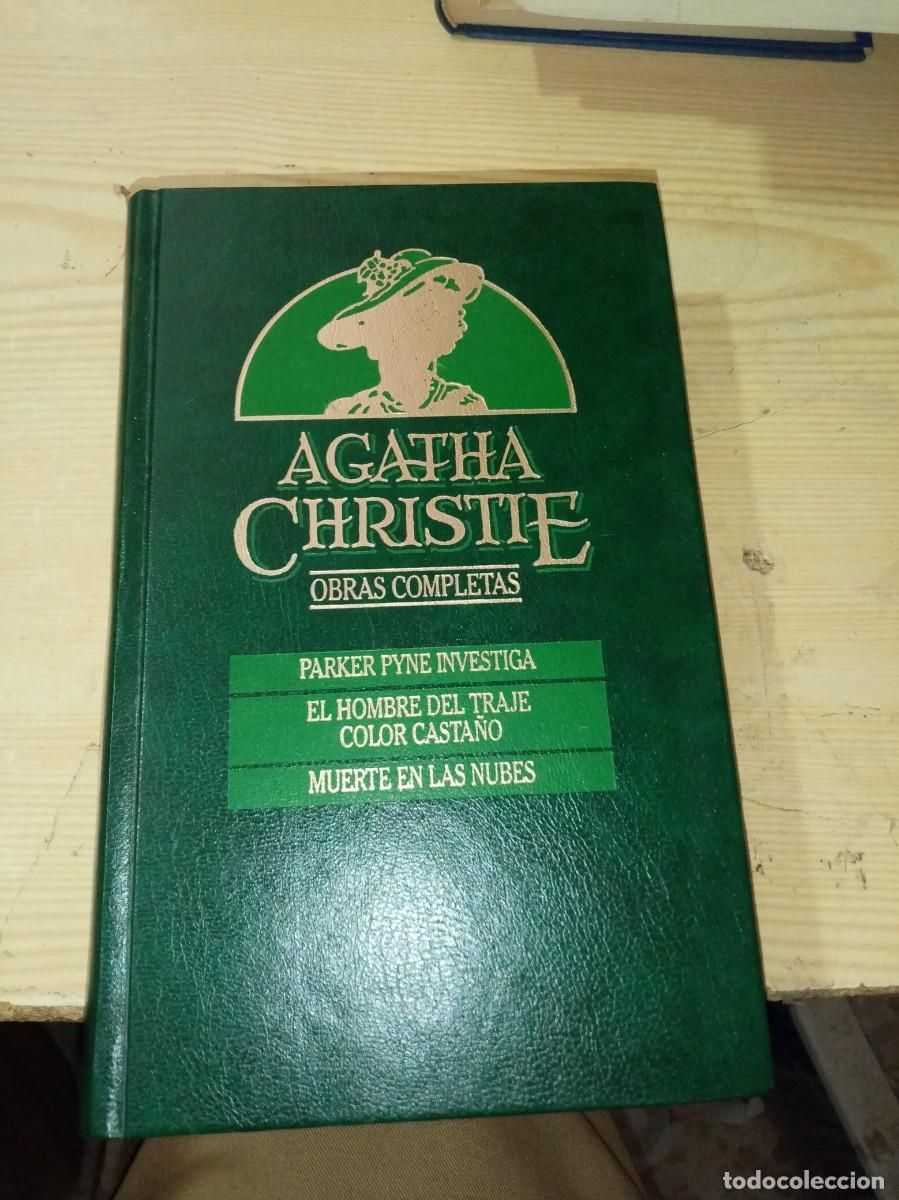 AGATHA
CHRISTIE
OBRAS COMPLETAS
PARKER PYNE INVESTIGA
EL HOMBRE DEL TRAJE
COLOR CASTAÑO
MUERTE EN LAS NUBES
todocoleccion